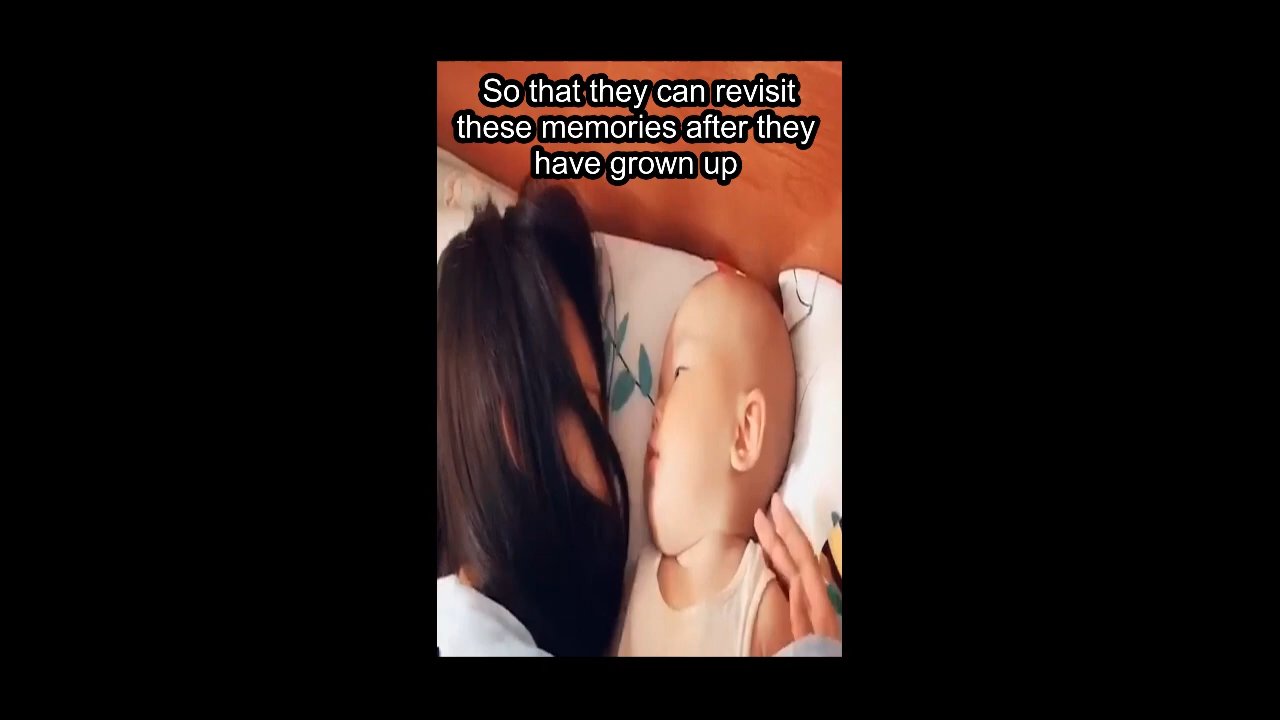 So that they can revisit
these memories after they
have grown up